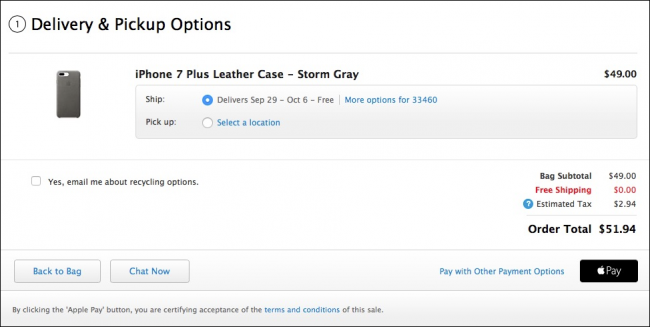 1 Delivery & Pickup Options
iPhone 7 Plus Leather Case – Storm Gray $49.00
Ship: Delivers Sep 29 – Oct 6 – Free | More options for 33460
Pick up: Select a location
Yes, email me about recycling options.
Bag Subtotal $49.00
Free Shipping $0.00
? Estimated Tax $2.94
Order Total $51.94
Back to Bag Chat Now Pay with Other Payment Options Pay
By clicking the 'Apple Pay' button, you are certifying acceptance of the terms and conditions of this sale.